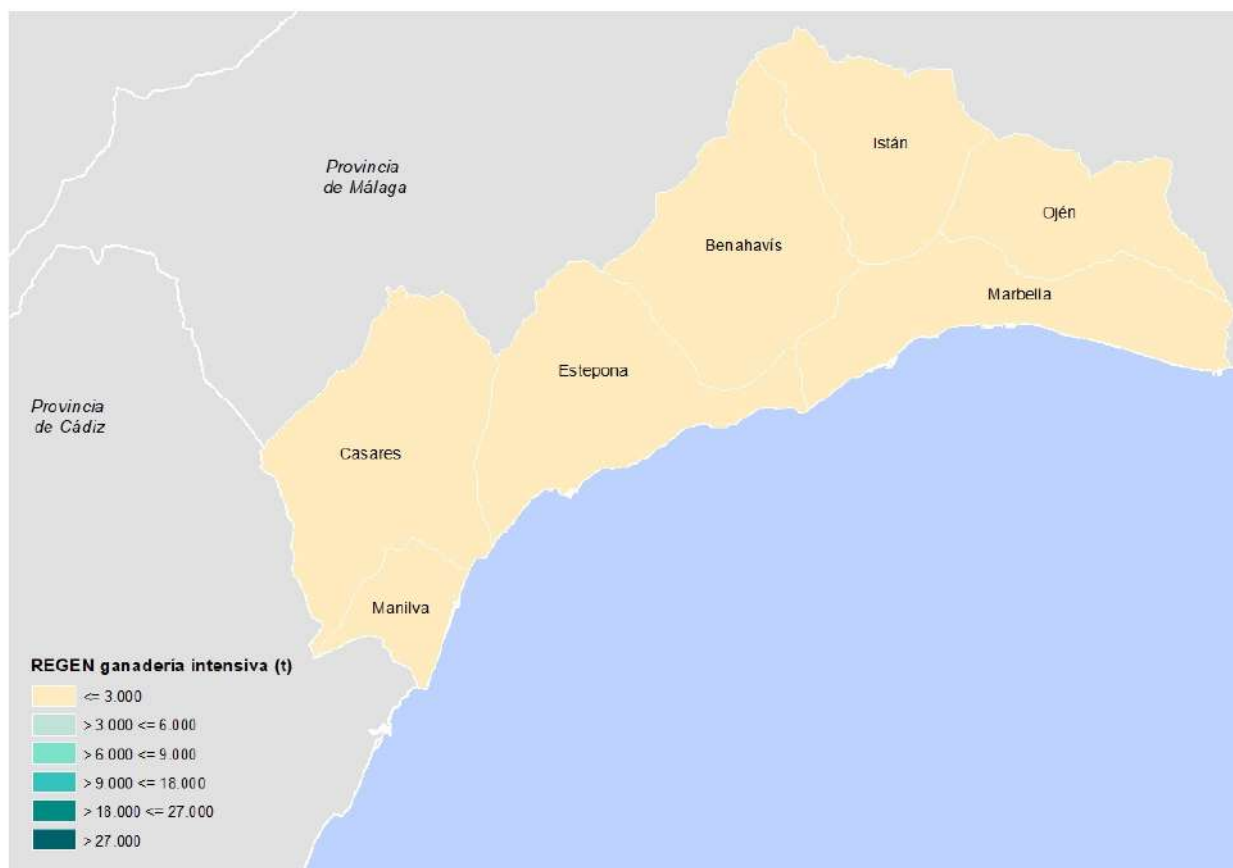 Provincia
de Málaga
Istán
Ojén
Benahavís
Marbella
Estepona
Provincia
de Cádiz
Casares
Manilva
REGEN ganadería intensiva (t)
<= 3.000
> 3.000 <= 6.000
> 6.000 <= 9.000
> 9.000 <= 18.000
> 18.000 <= 27.000
> 27.000